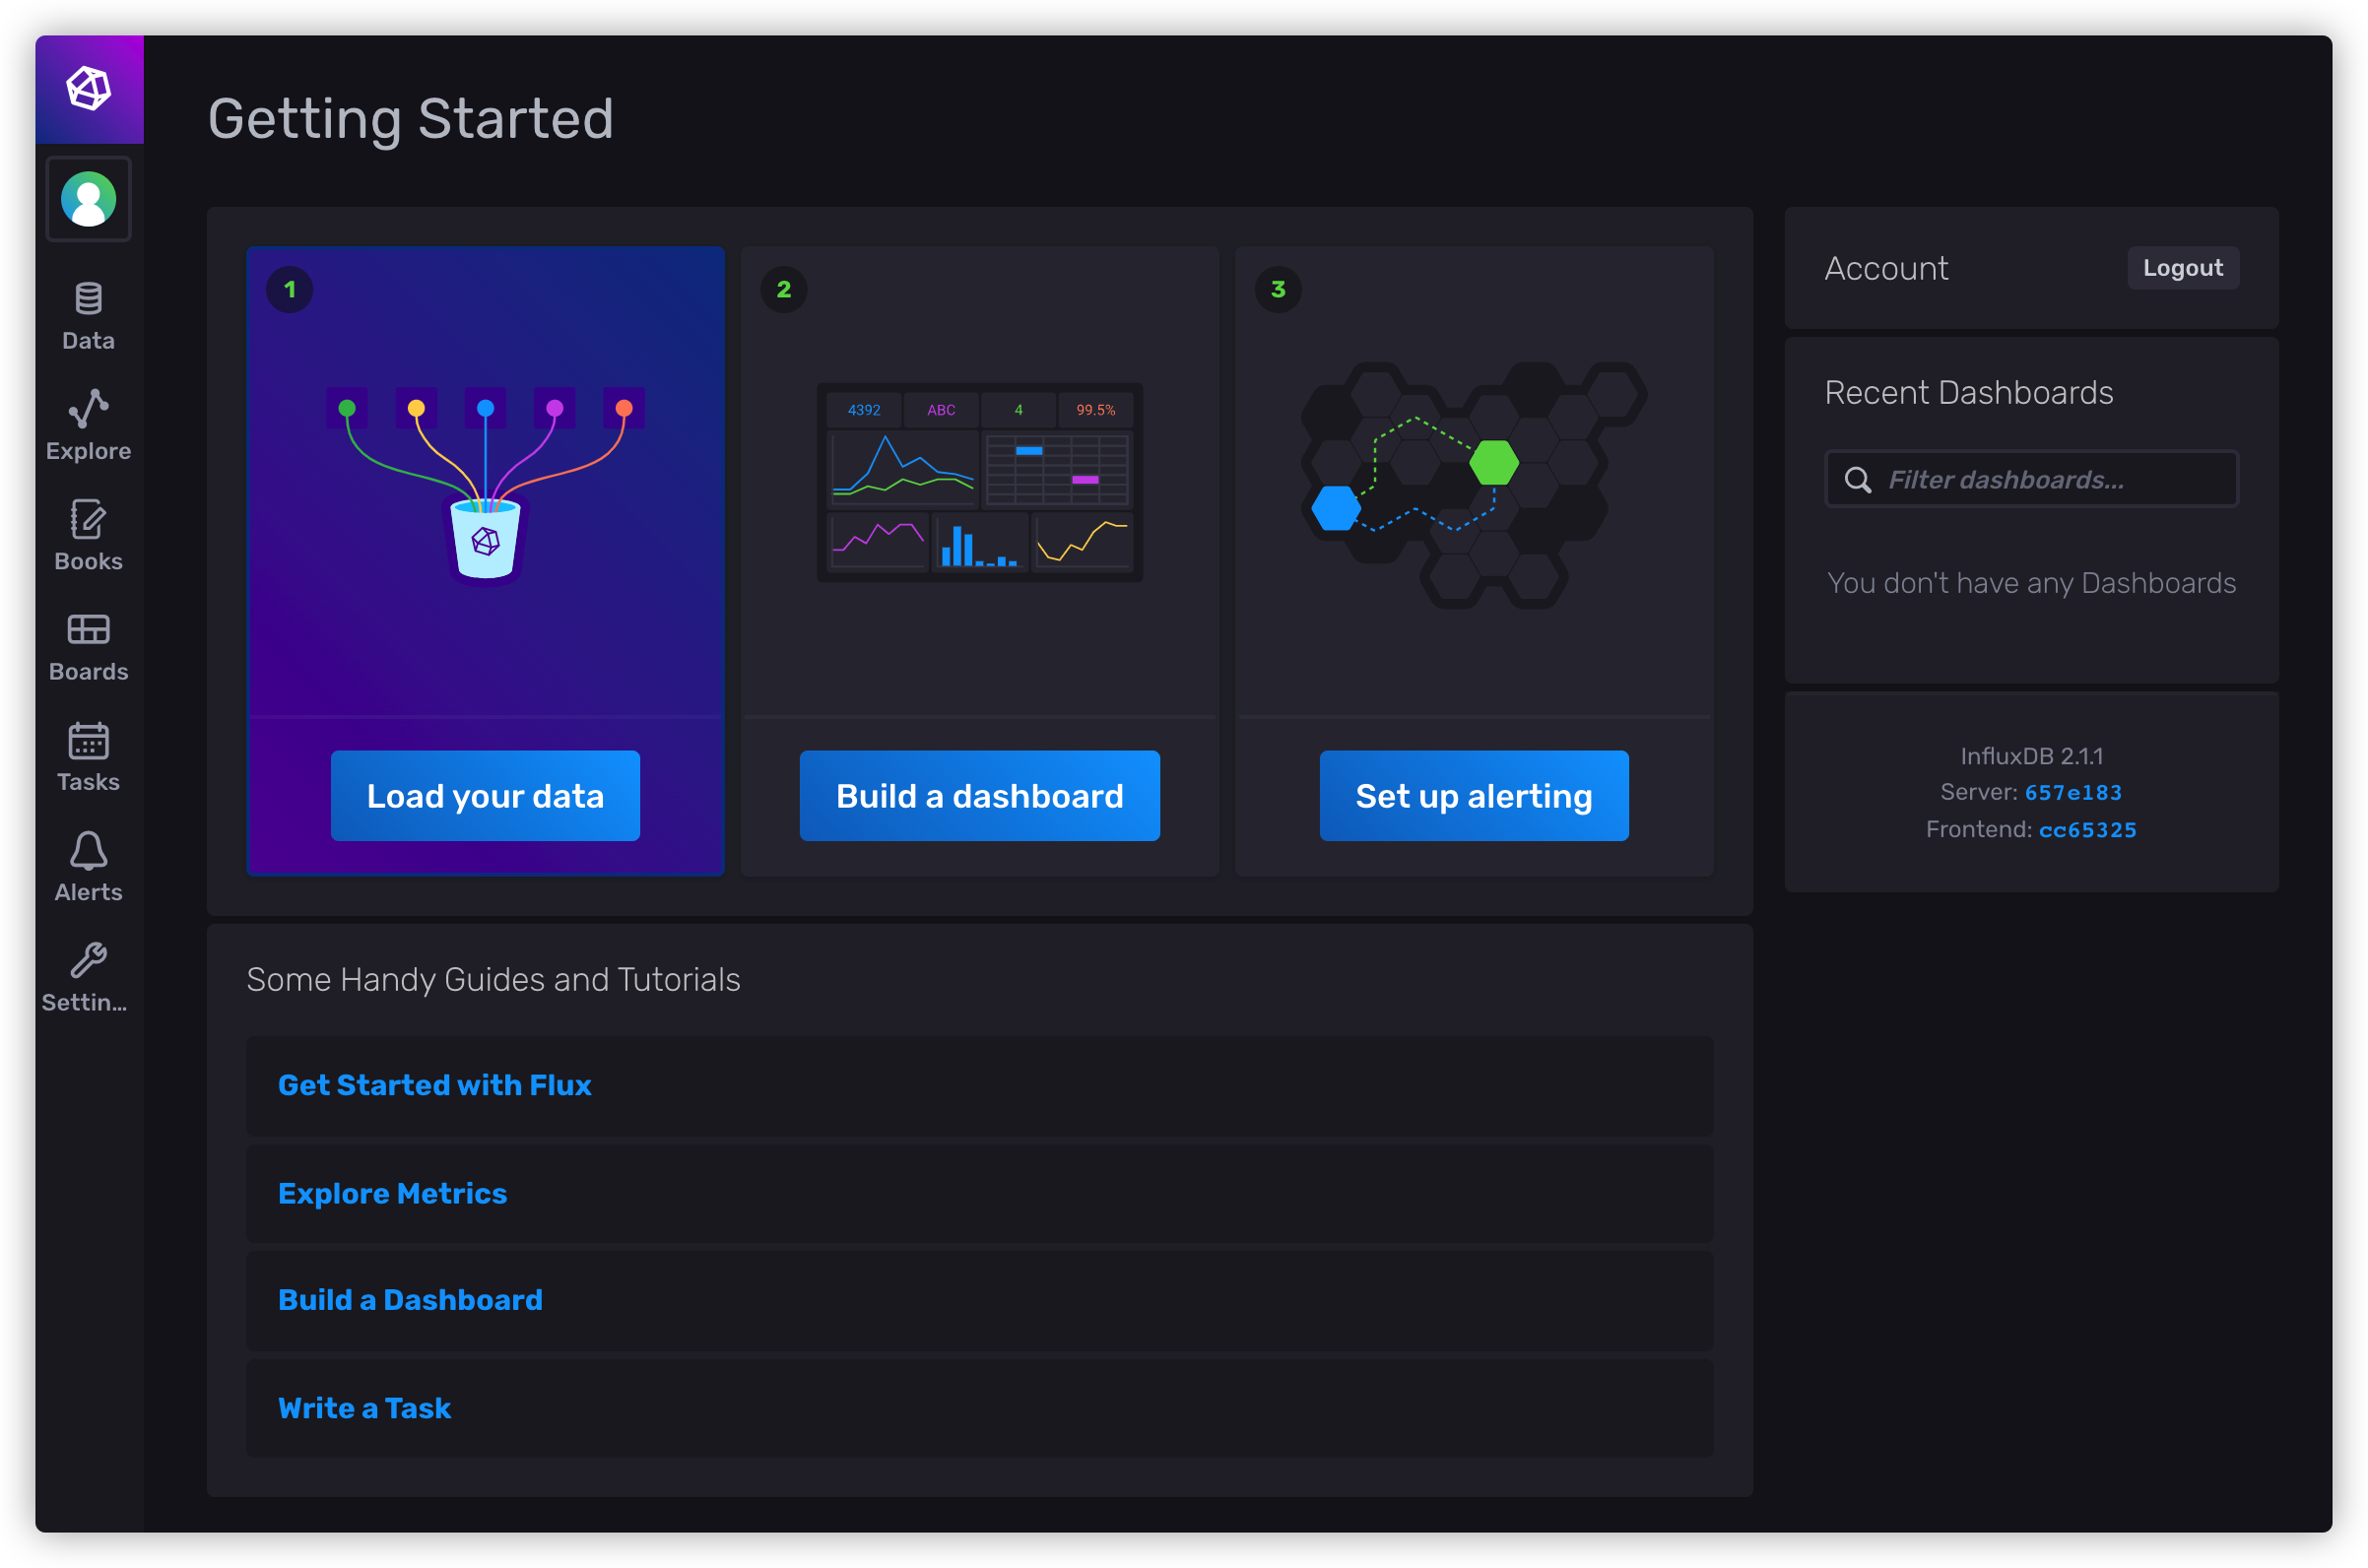 Getting Started
Data
Explore
Books
Boards
Tasks
Alerts
Settin...
1
2
4392
ABC
4
99.5%
3
Load your data
Build a dashboard
Set up alerting
Some Handy Guides and Tutorials
Get Started with Flux
Explore Metrics
Build a Dashboard
Write a Task
Account
Logout
Recent Dashboards
Filter dashboards...
You don't have any Dashboards
InfluxDB 2.1.1
Server: 657e183
Frontend: cc65325